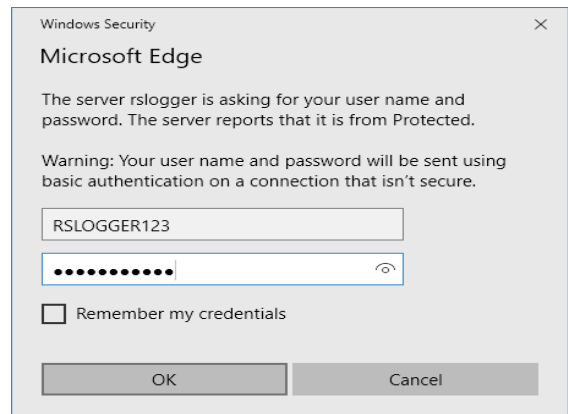 Windows Security
Microsoft Edge
The server rslogger is asking for your user name and
password. The server reports that it is from Protected.
Warning: Your user name and password will be sent using
basic authentication on a connection that isn't secure.
RSLOGGER123
●●●●●●●●●●●
Remember my credentials
OK
Cancel